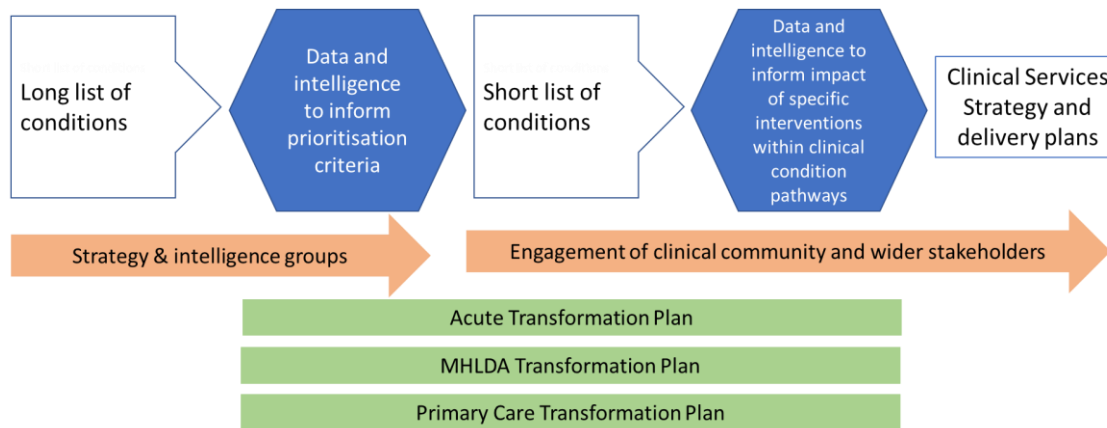 Long list of
conditions
Data and
intelligence
to inform
prioritisation
criteria
Short list of
conditions
Data and
intelligence to
inform impact
of specific
interventions
within clinical
condition
pathways
Clinical Services
Strategy and
delivery plans
Strategy & intelligence groups
Engagement of clinical community and wider stakeholders
Acute Transformation Plan
MHLDA Transformation Plan
Primary Care Transformation Plan